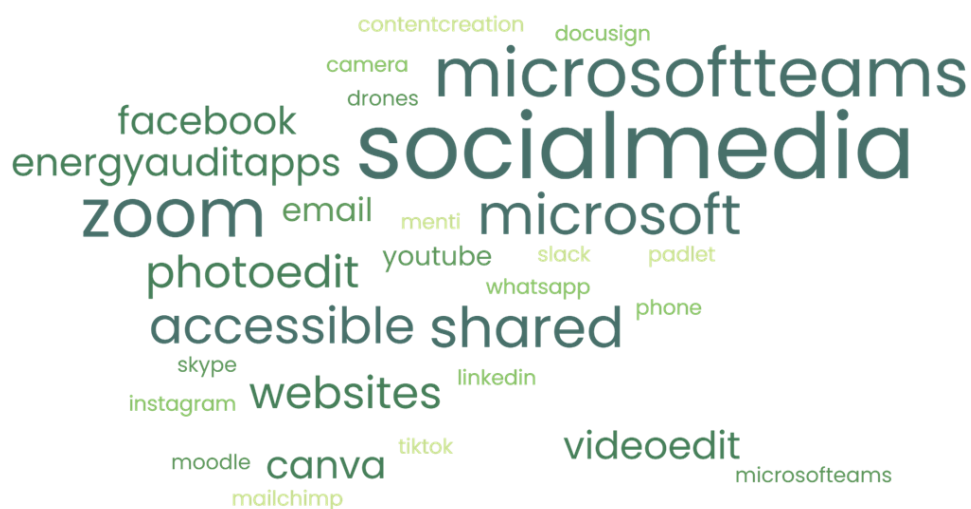 contentcreation
docusign
camera
microsoftteams
drones
facebook
socialmedia
energyauditapps
zoom email menti microsoft
photoedit youtube slack padlet
whatsapp
phone
accessible shared
skype
websites linkedin
instagram
tiktok
videoedit
moodle canva
microsofteams
mailchimp